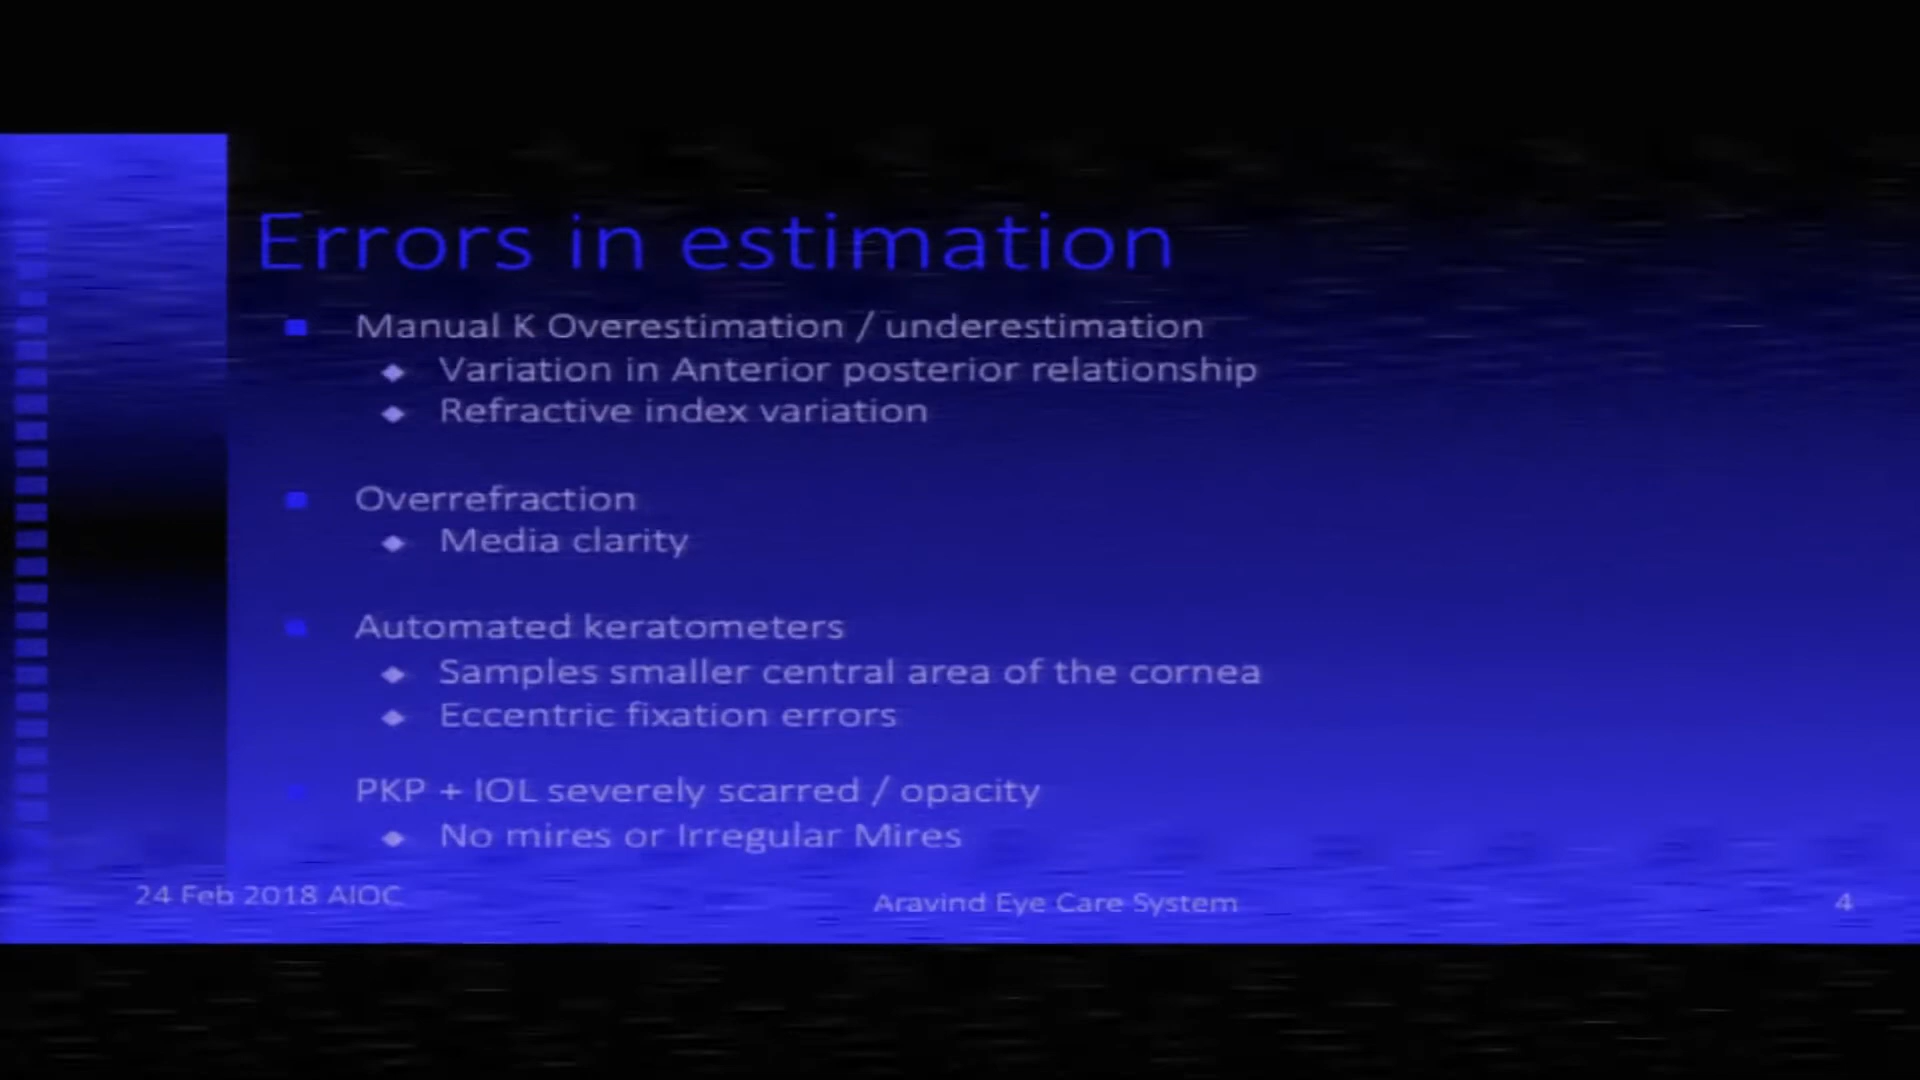 Errors in estimation
Manual K Overestimation / underestimation
Variation in Anterior posterior relationship
Refractive index variation
Overrefraction
Media clarity
Automated keratometers
Samples smaller central area of the cornea
Eccentric fixation errors
PKP + IOL severely scarred / opacity
No mires or Irregular Mires
24 Feb 2018 AIOC
Aravind Eye Care System
4